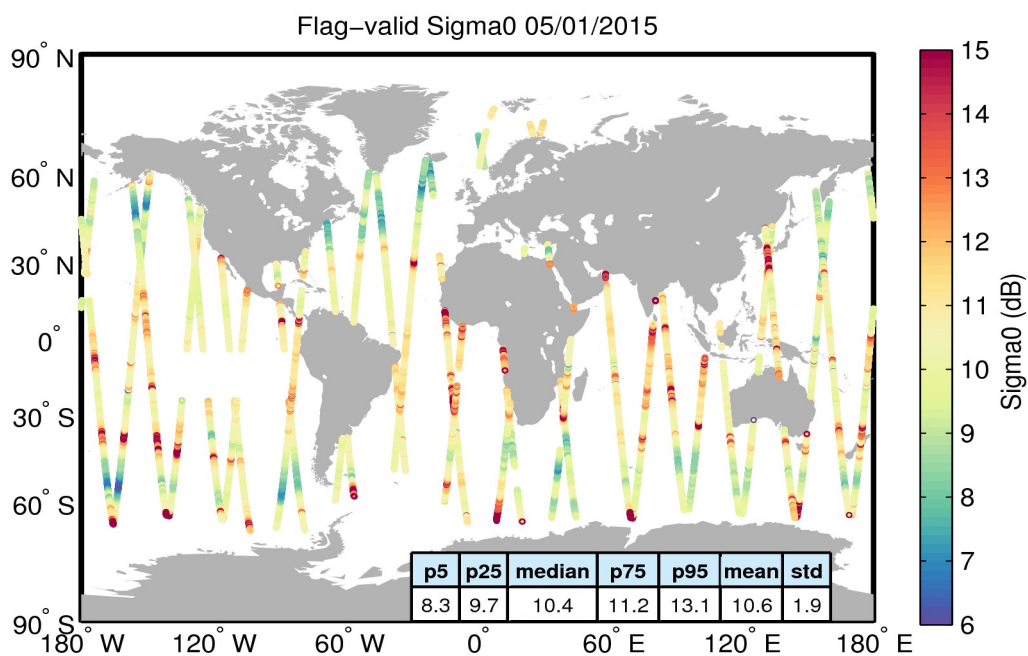 Flag−valid Sigma0 05/01/2015
90° N
60° N
30° N
0°
30° S
60° S
90° S
180° W
120° W
60° W
0°
60° E
120° E
180° E
p5 p25 median p75 p95 mean std
8.3 9.7 10.4 11.2 13.1 10.6 1.9
15
14
13
12
11
10
9
8
7
6
Sigma0 (dB)